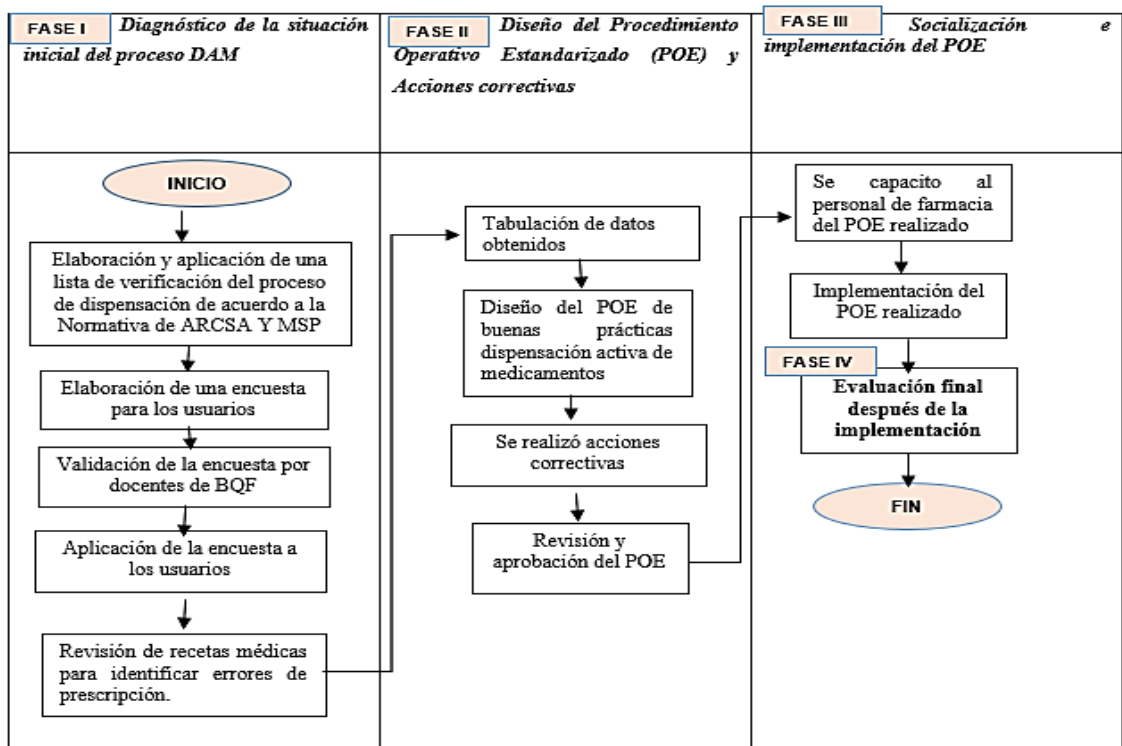 FASE I Diagnóstico de la situación
inicial del proceso DAM
FASE II Diseño del Procedimiento
Operativo Estandarizado (POE) y
Acciones correctivas
FASE III Socialización e
implementación del POE
INICIO
Elaboración y aplicación de una
lista de verificación del proceso
de dispensación de acuerdo a la
Normativa de ARCSA Y MSP
Elaboración de una encuesta
para los usuarios
Validación de la encuesta por
docentes de BQF
Aplicación de la encuesta a
los usuarios
Revisión de recetas médicas
para identificar errores de
prescripción.
Tabulación de datos
obtenidos
Diseño del POE de
buenas prácticas
dispensación activa de
medicamentos
Se realizó acciones
correctivas
Revisión y
aprobación del POE
Se capacito al
personal de farmacia
del POE realizado
Implementación del
POE realizado
FASE IV
Evaluación final
después de la
implementación
FIN